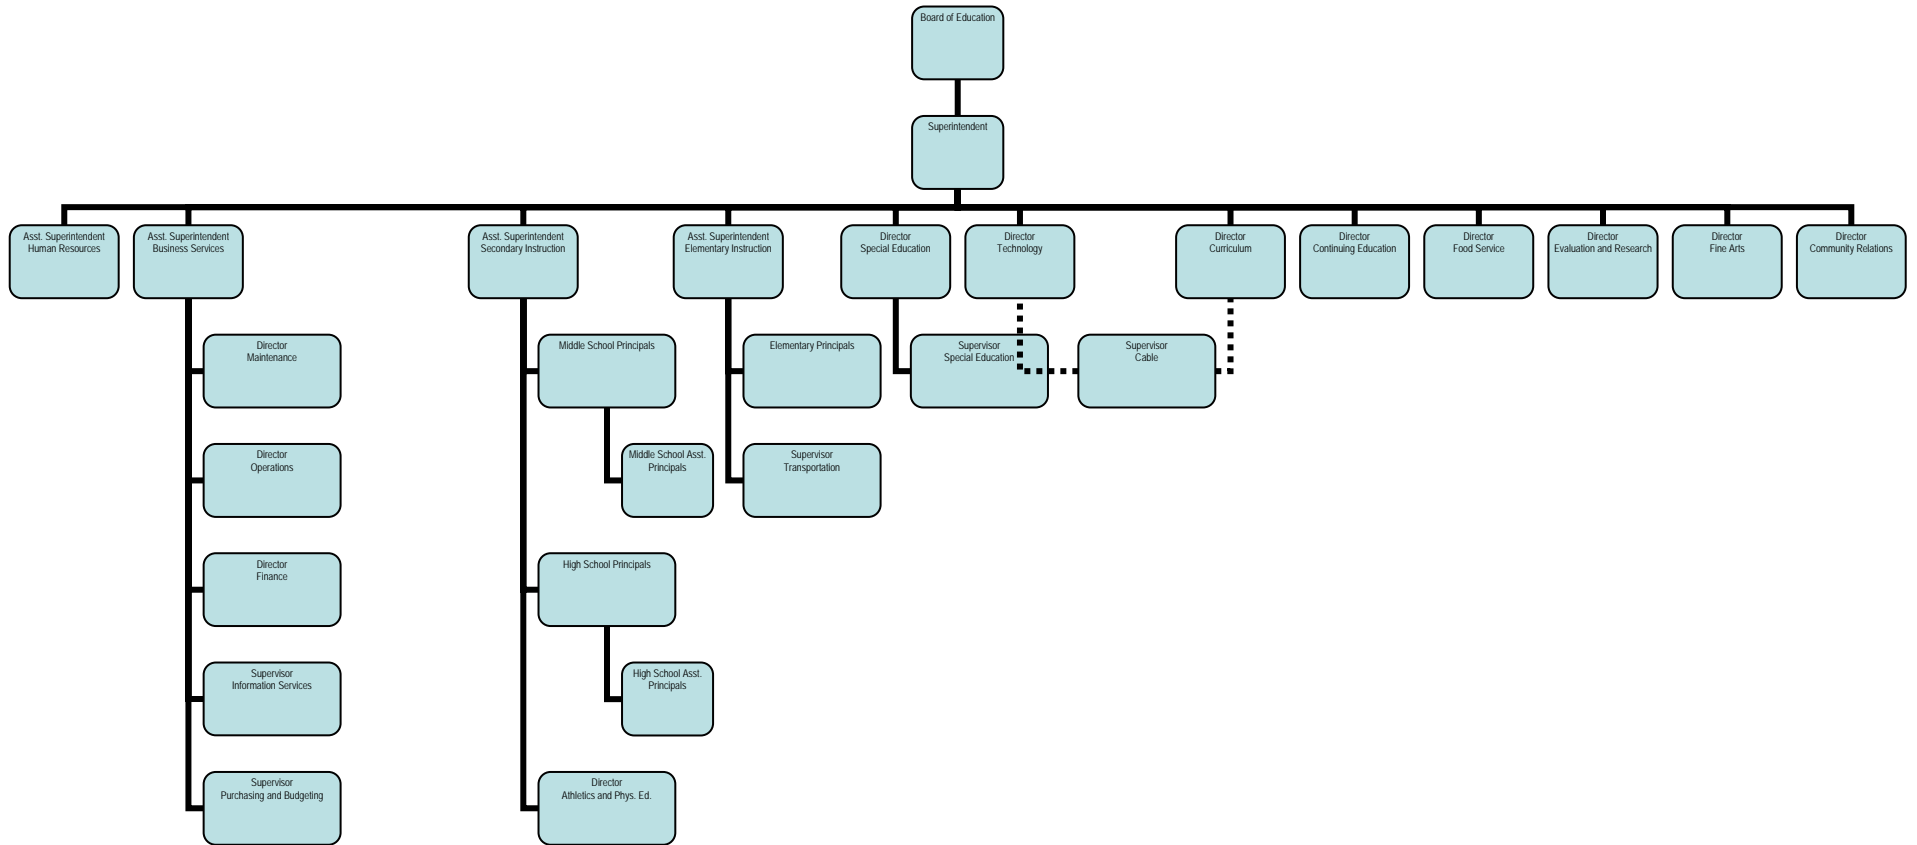 Board of Education
Superintendent
Asst. Superintendent
Human Resources
Asst. Superintendent
Business Services
Asst. Superintendent
Secondary Instruction
Asst. Superintendent
Elementary Instruction
Director
Special Education
Director
Technology
Director
Curriculum
Director
Continuing Education
Director
Food Service
Director
Evaluation and Research
Director
Fine Arts
Director
Community Relations
Director
Maintenance
Middle School Principals
Elementary Principals
Supervisor
Special Education
Supervisor
Cable
Director
Operations
Middle School Asst.
Principals
Supervisor
Transportation
Director
Finance
High School Principals
Supervisor
Information Services
High School Asst.
Principals
Supervisor
Purchasing and Budgeting
Director
Athletics and Phys. Ed.